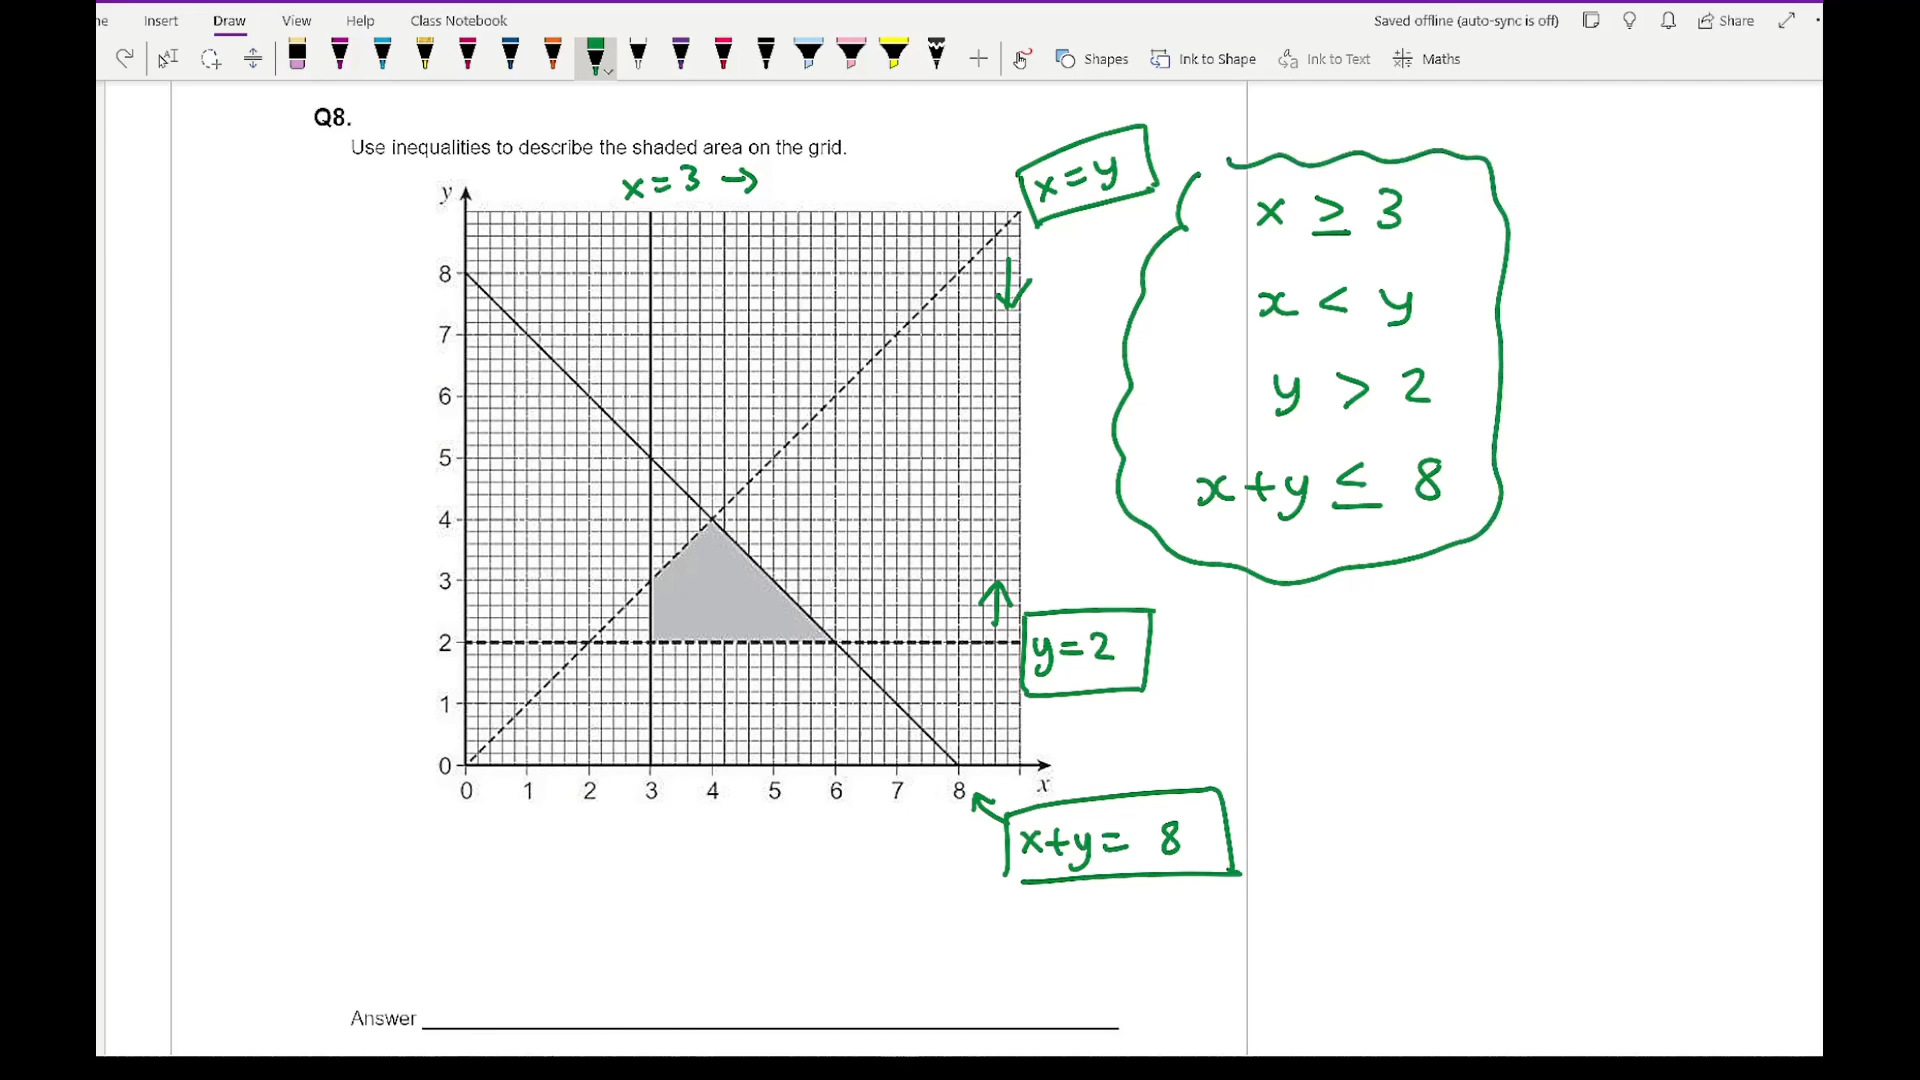 ne Insert Draw View Help Class Notebook Saved offline (auto-sync is off) Share
Shapes Ink to Shape Ink to Text Maths
Q8.
Use inequalities to describe the shaded area on the grid.
x=3 →
x=y
y
8
7
6
5
4
3
2
1
0
0 1 2 3 4 5 6 7 8 x
y=2
x+y= 8
x ≥ 3
x < y
y > 2
x+y ≤ 8
Answer